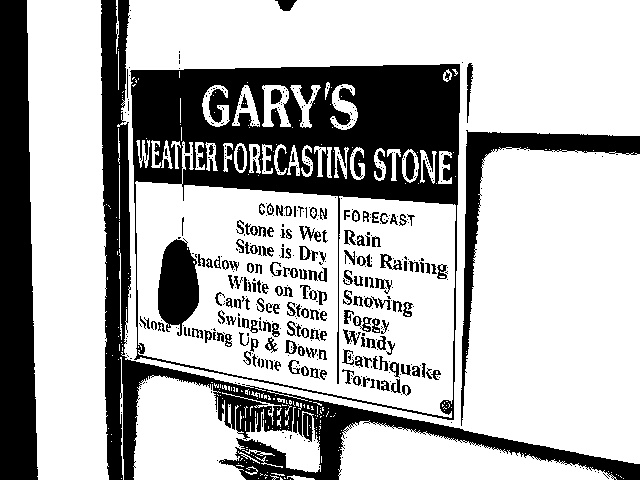 GARY'S
WEATHER FORECASTING STONE
CONDITION FORECAST
Stone is Wet Rain
Stone is Dry Not Raining
Shadow on Ground Sunny
White on Top Snowing
Can't See Stone Foggy
Swinging Stone Windy
Stone Jumping Up & Down Earthquake
Stone Gone Tornado
FLIGHTSEEING